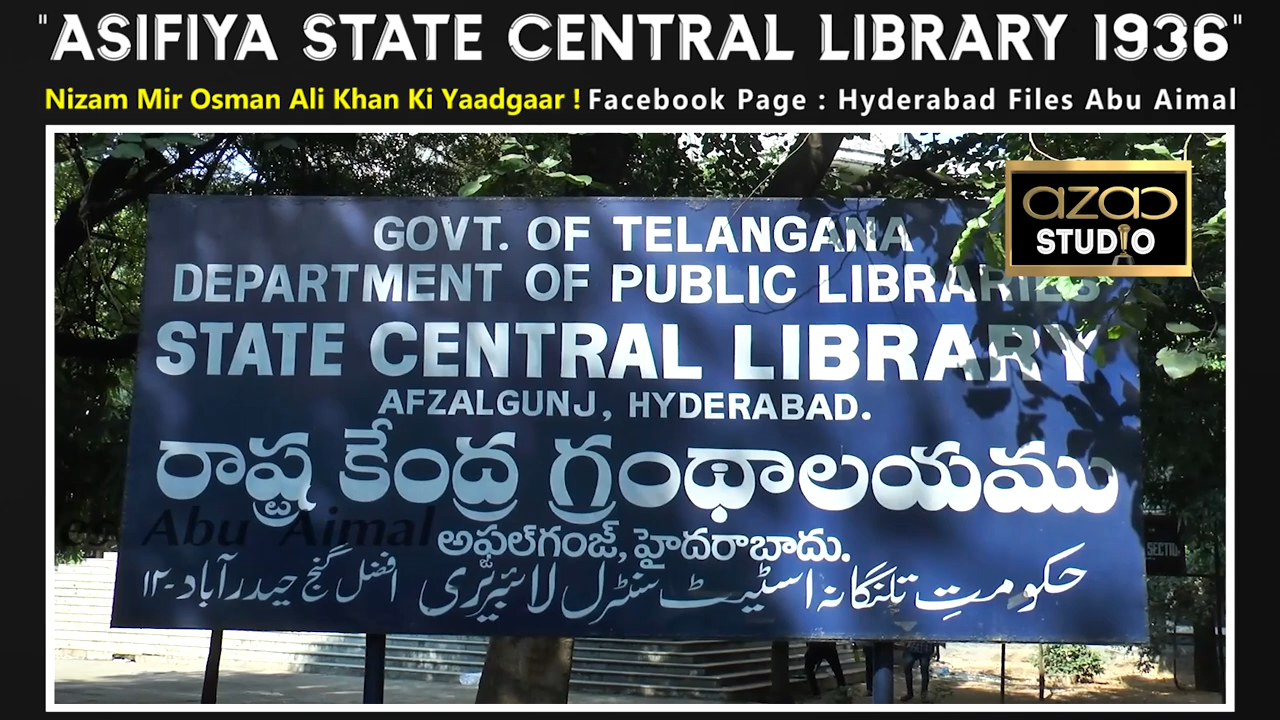 "ASIFIYA STATE CENTRAL LIBRARY 1936"
Nizam Mir Osman Ali Khan Ki Yaadgaar ! Facebook Page : Hyderabad Files Abu Aimal
azad
STUDIO
GOVT. OF TELANGANA
DEPARTMENT OF PUBLIC LIBRARIES
STATE CENTRAL LIBRARY
AFZALGUNJ, HYDERABAD.
రాష్ట్ర కేంద్ర గ్రంథాలయము
es Abu Aimal
అఫ్జల్‌గంజ్, హైదరాబాదు.
حکومتِ تلنگانہ اسٹیٹ سنٹرل لائبریری افضل گنج حیدرآباد-۱۲
SECTIO